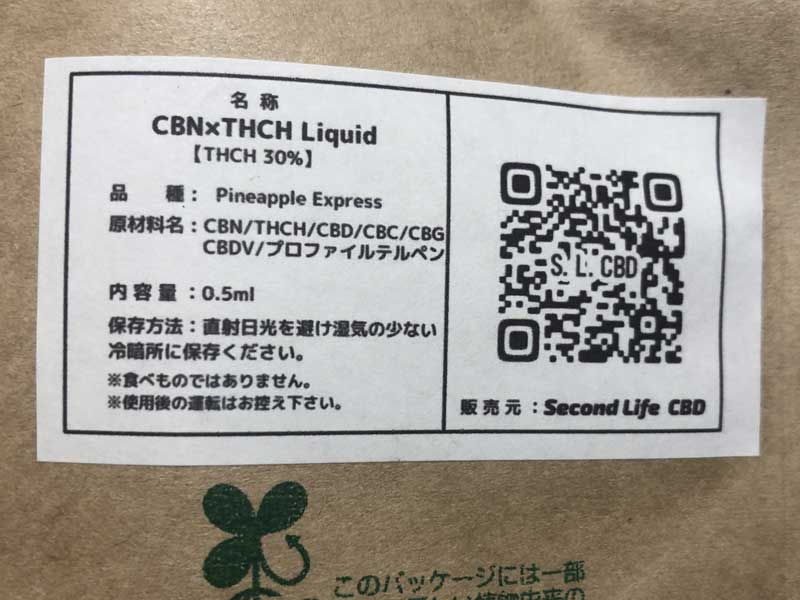 名称
CBN×THCH Liquid
【THCH 30%】
品種： Pineapple Express
原材料名：CBN/THCH/CBD/CBC/CBG
CBDV/プロファイルテルペン
内容量：0.5ml
保存方法：直射日光を避け湿気の少ない
冷暗所に保存ください。
※食べものではありません。
※使用後の運転はお控え下さい。
S. L. CBD
販売元：Second Life CBD
このパッケージには一部